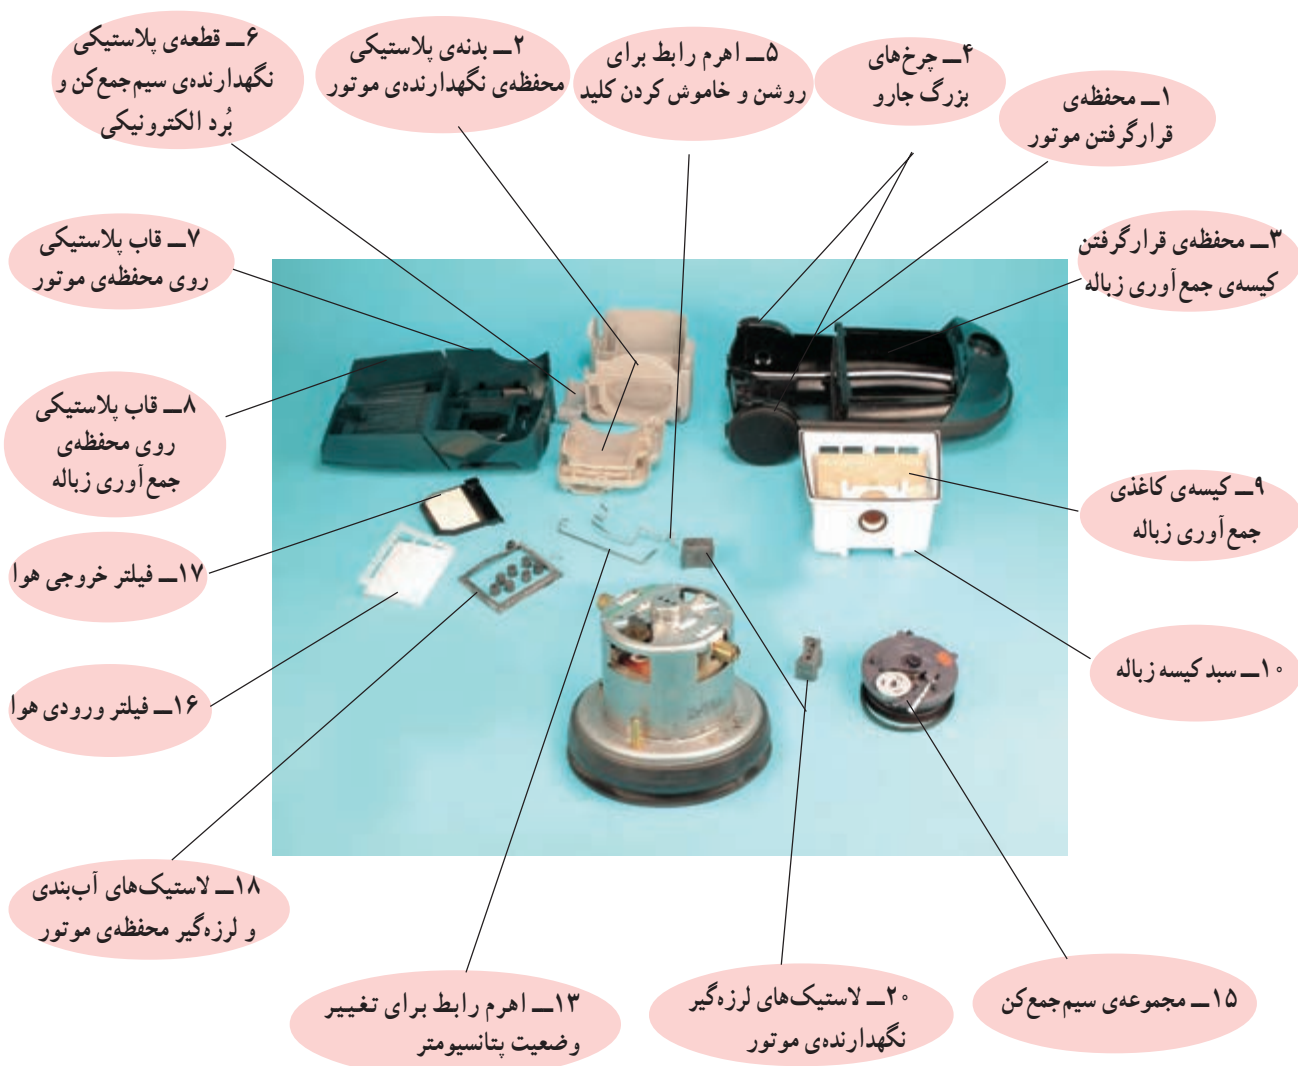 ۶ــ قطعه‌ی پلاستیکی
نگهدارنده‌ی سیم‌جمع‌کن و
بُرد الکترونیکی
۲ــ بدنه‌ی پلاستیکی
محفظه‌ی نگهدارنده‌ی موتور
۵ــ اهرم رابط برای
روشن و خاموش کردن کلید
۴ــ چرخ‌های
بزرگ جارو
۱ــ محفظه‌ی
قرارگرفتن موتور
۷ــ قاب پلاستیکی
روی محفظه‌ی موتور
۳ــ محفظه‌ی قرارگرفتن
کیسه‌ی جمع‌آوری زباله
۸ــ قاب پلاستیکی
روی محفظه‌ی
جمع‌آوری زباله
۹ــ کیسه‌ی کاغذی
جمع‌آوری زباله
۱۷ــ فیلتر خروجی هوا
۱۰ــ سبد کیسه زباله
۱۶ــ فیلتر ورودی هوا
۱۸ــ لاستیک‌های آب‌بندی
و لرزه‌گیر محفظه‌ی موتور
۱۳ــ اهرم رابط برای تغییر
وضعیت پتانسیومتر
۲۰ــ لاستیک‌های لرزه‌گیر
نگهدارنده‌ی موتور
۱۵ــ مجموعه‌ی سیم‌جمع‌کن